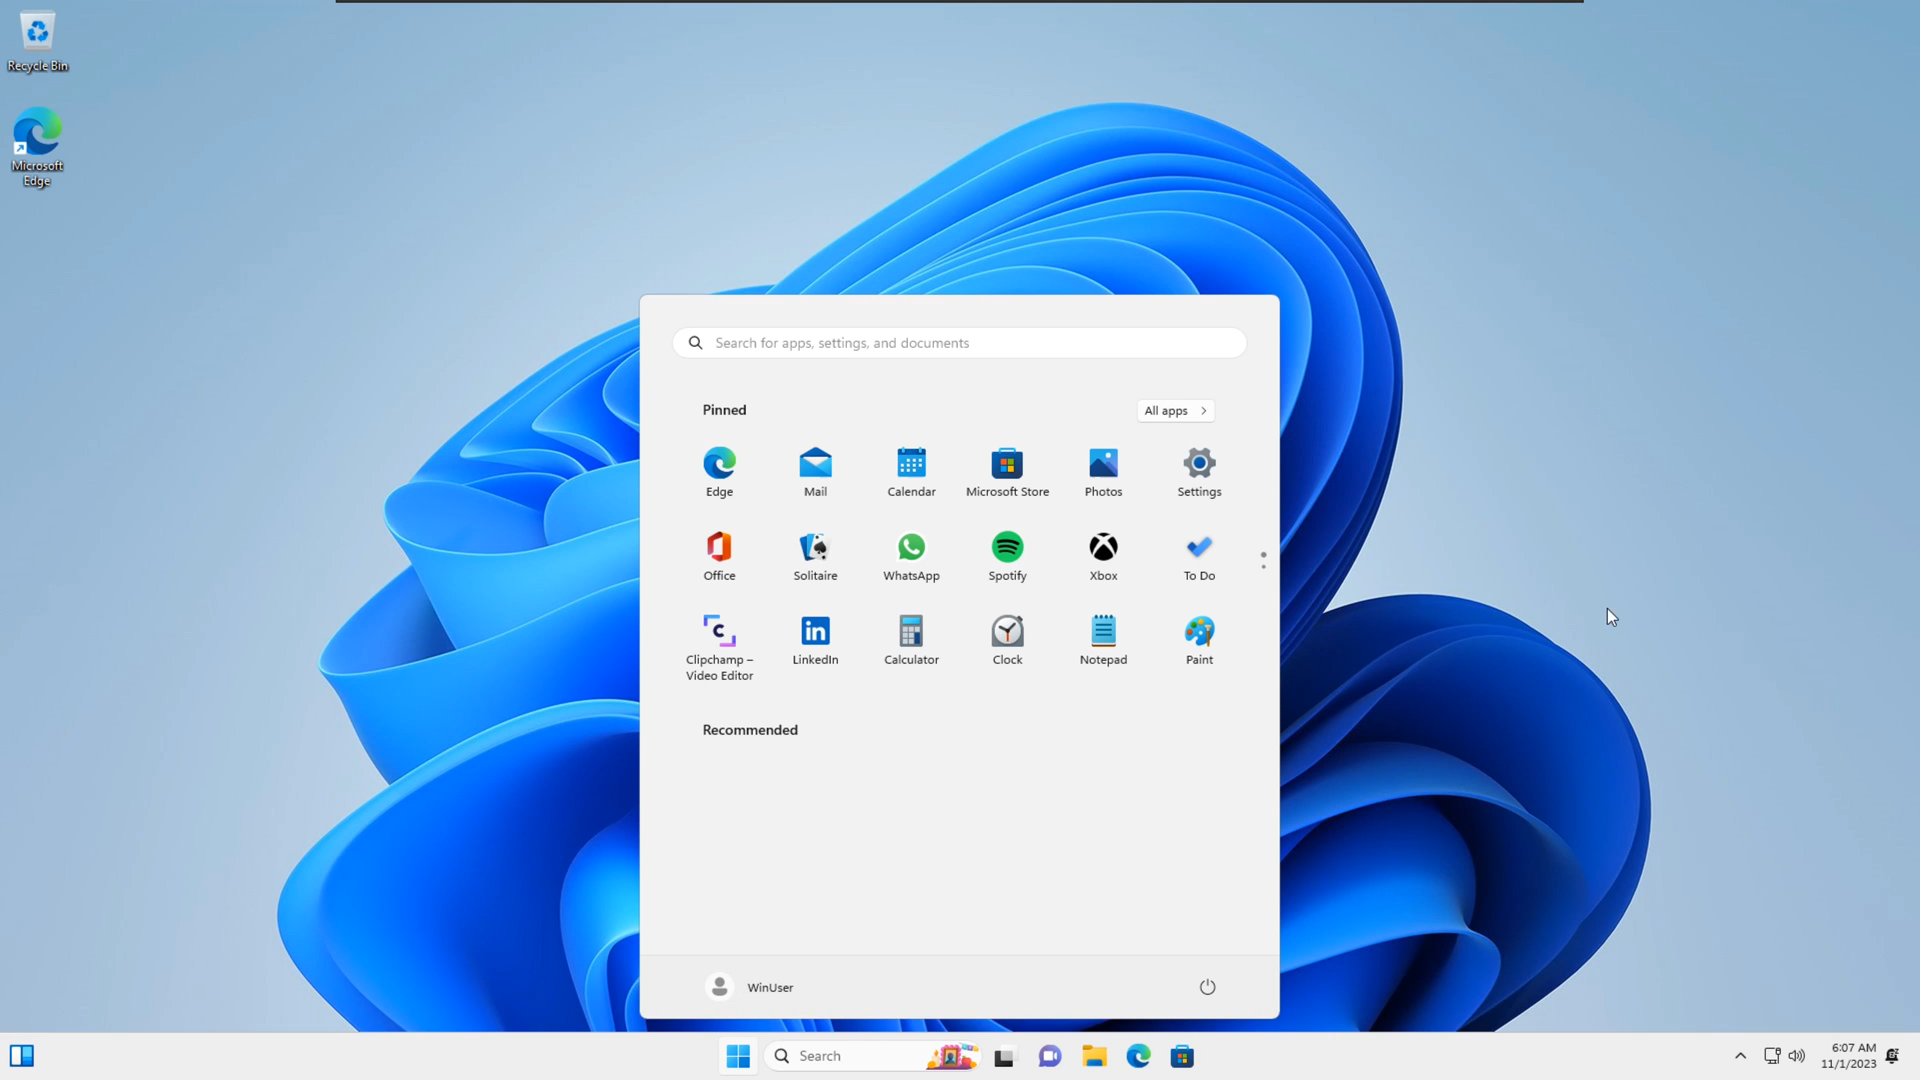 Recycle Bin
Microsoft
Edge
Search for apps, settings, and documents
Pinned
All apps
Edge
Mail
Calendar
Microsoft Store
Photos
Settings
Office
Solitaire
WhatsApp
Spotify
Xbox
To Do
Clipchamp –
Video Editor
LinkedIn
Calculator
Clock
Notepad
Paint
Recommended
WinUser
Search
6:07 AM
11/1/2023